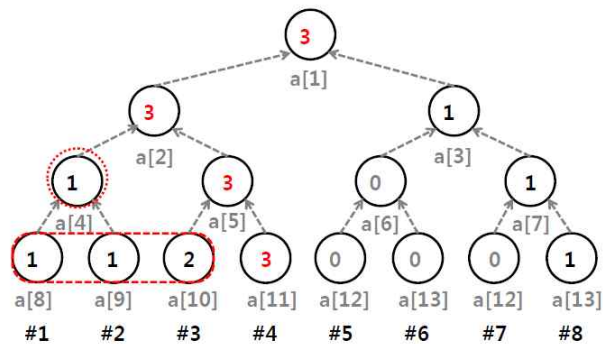 3
a[1]
3 1
a[2] a[3]
1 3 0 1
a[4] a[5] a[6] a[7]
1 1 2 3 0 0 0 1
a[8] a[9] a[10] a[11] a[12] a[13] a[12] a[13]
#1 #2 #3 #4 #5 #6 #7 #8